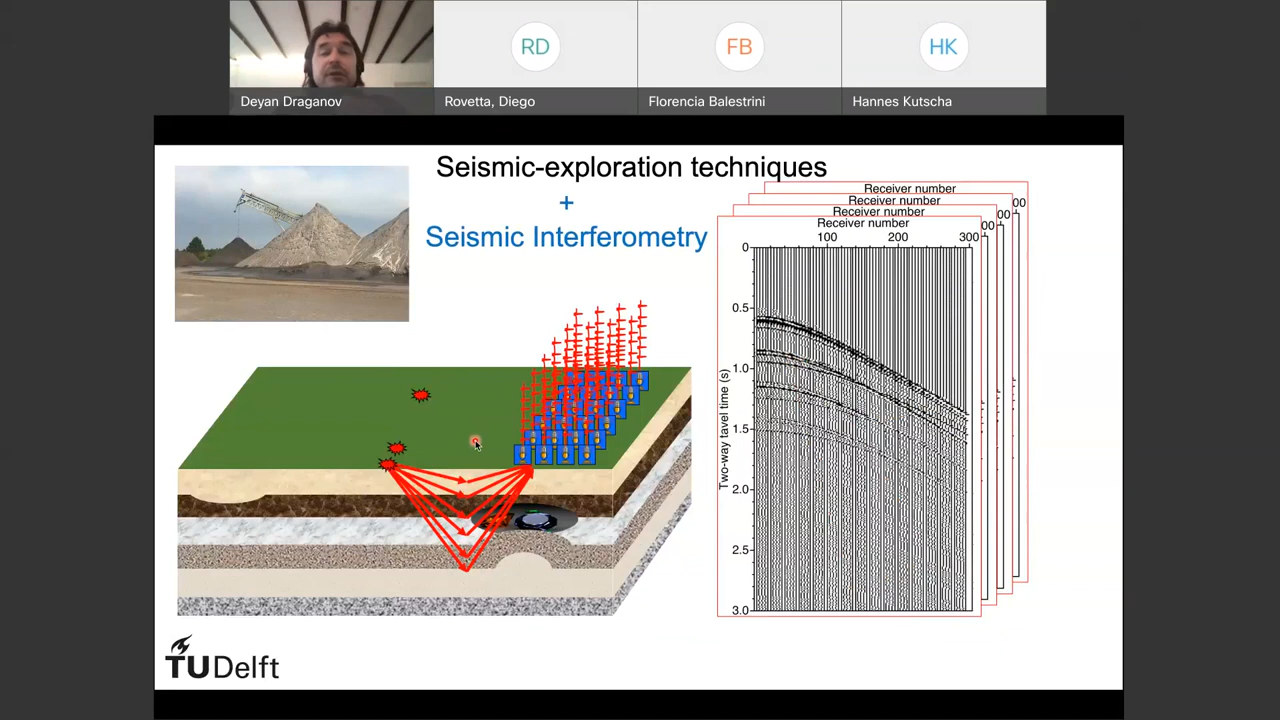 RD
FB
HK
Deyan Draganov
Rovetta, Diego
Florencia Balestrini
Hannes Kutscha
Seismic-exploration techniques
+
Seismic Interferometry
Receiver number
Receiver number
Receiver number
Receiver number
100
200
300
00
00
0
0.5
1.0
1.5
2.0
2.5
3.0
Two-way tavel time (s)
TUDelft